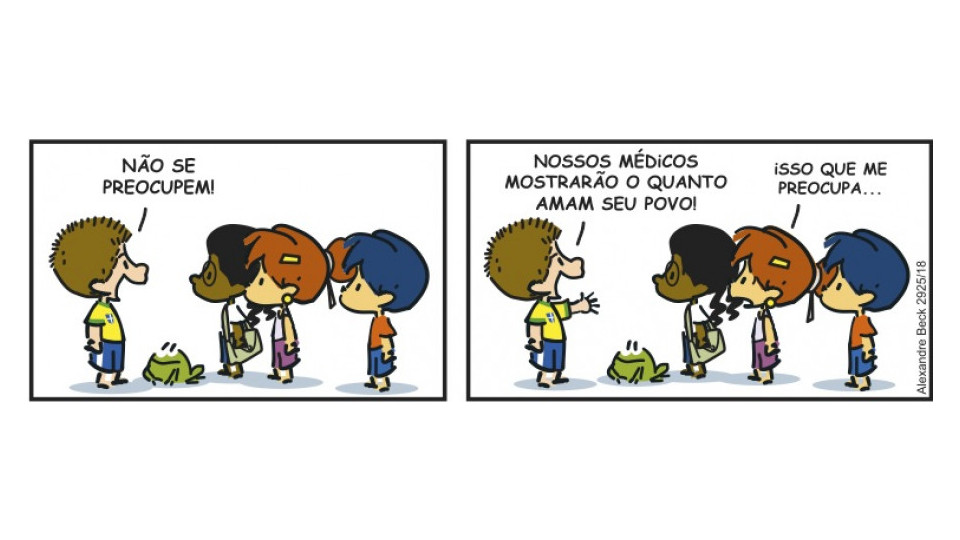 NÃO SE
PREOCUPEM!
NOSSOS MÉDiCOS
MOSTRARÃO O QUANTO
AMAM SEU POVO!
iSSO QUE ME
PREOCUPA...
Alexandre Beck 2925/18